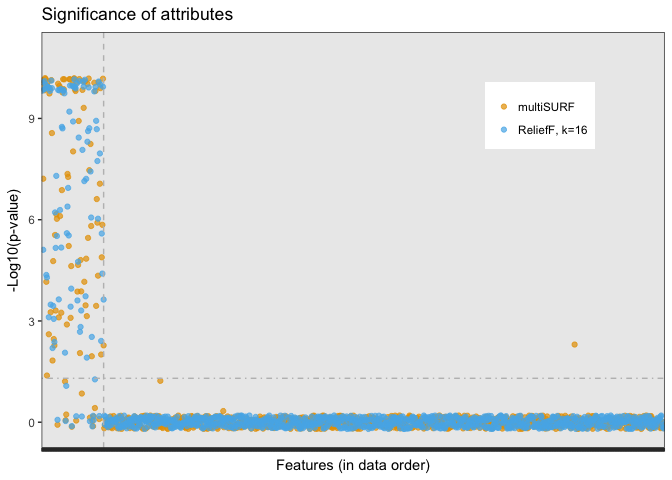 Significance of attributes
-Log10(p-value)
9
6
3
0
multiSURF
ReliefF, k=16
Features (in data order)